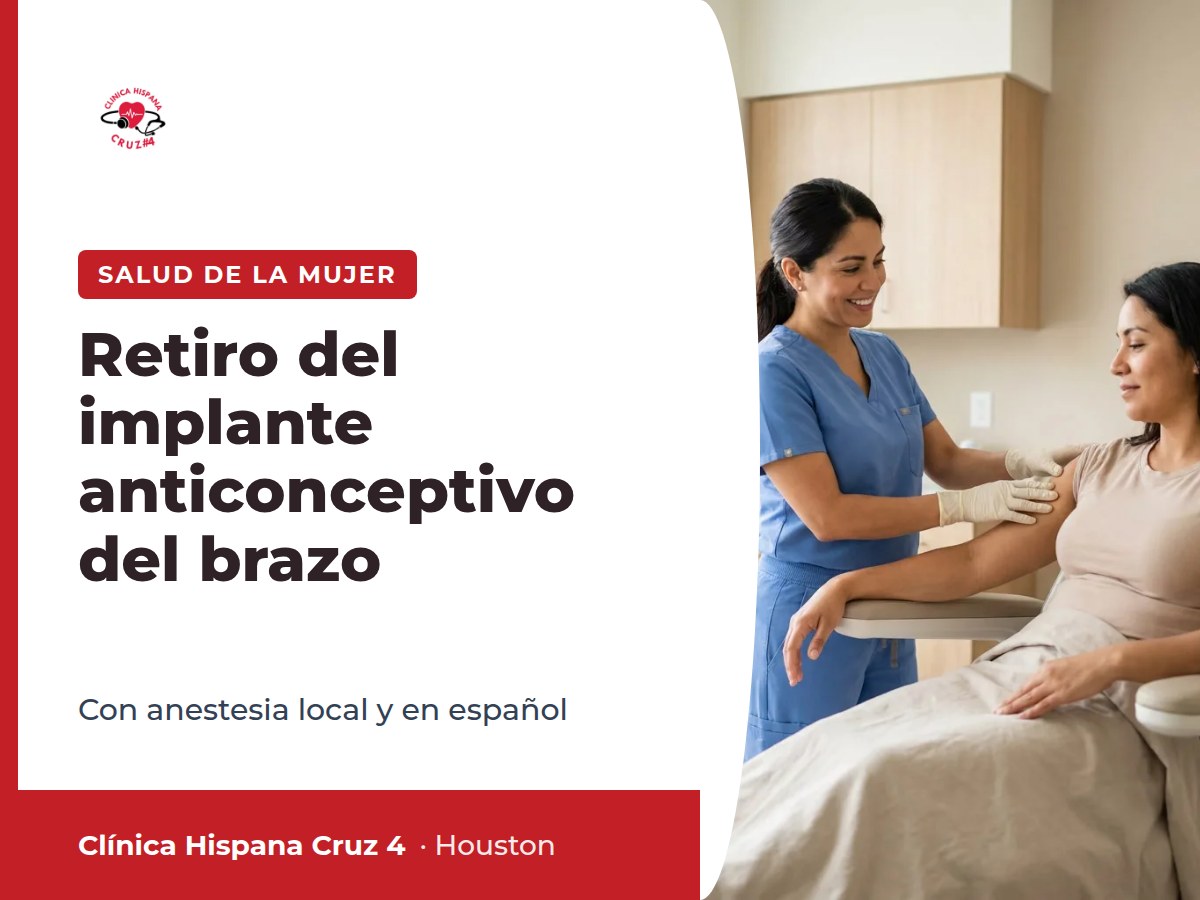 CLINICA HISPANA
CRUZ#4
SALUD DE LA MUJER
Retiro del
implante
anticonceptivo
del brazo
Con anestesia local y en español
Clínica Hispana Cruz 4 · Houston